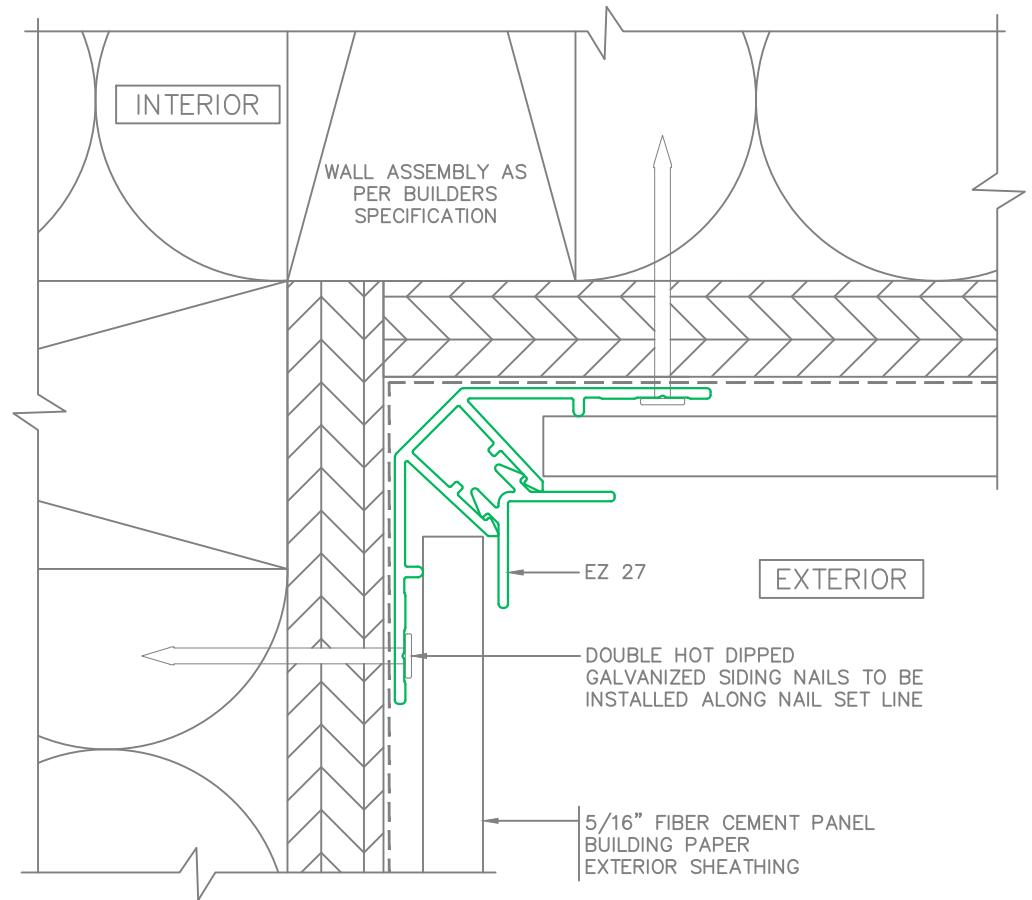 INTERIOR
WALL ASSEMBLY AS
PER BUILDERS
SPECIFICATION
EZ 27
EXTERIOR
DOUBLE HOT DIPPED
GALVANIZED SIDING NAILS TO BE
INSTALLED ALONG NAIL SET LINE
5/16” FIBER CEMENT PANEL
BUILDING PAPER
EXTERIOR SHEATHING